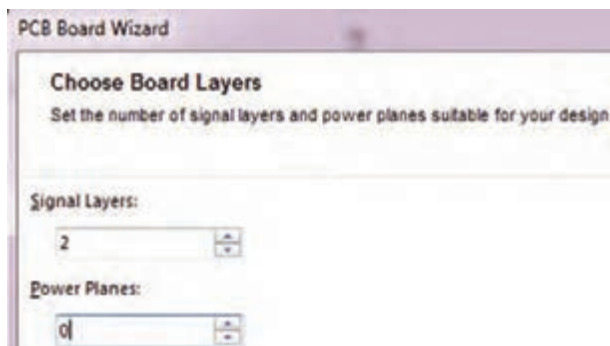 PCB Board Wizard
Choose Board Layers
Set the number of signal layers and power planes suitable for your design
Signal Layers:
2
Power Planes:
0